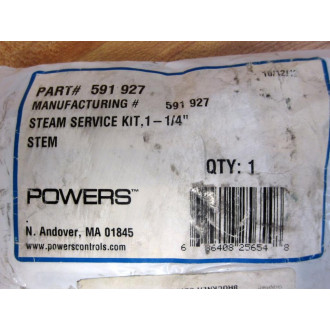 PART# 591 927
MANUFACTURING # 591 927
STEAM SERVICE KIT,1-1/4"
STEM
QTY: 1
POWERS™
N. Andover, MA 01845
www.powerscontrols.com
6 86408 25654 8